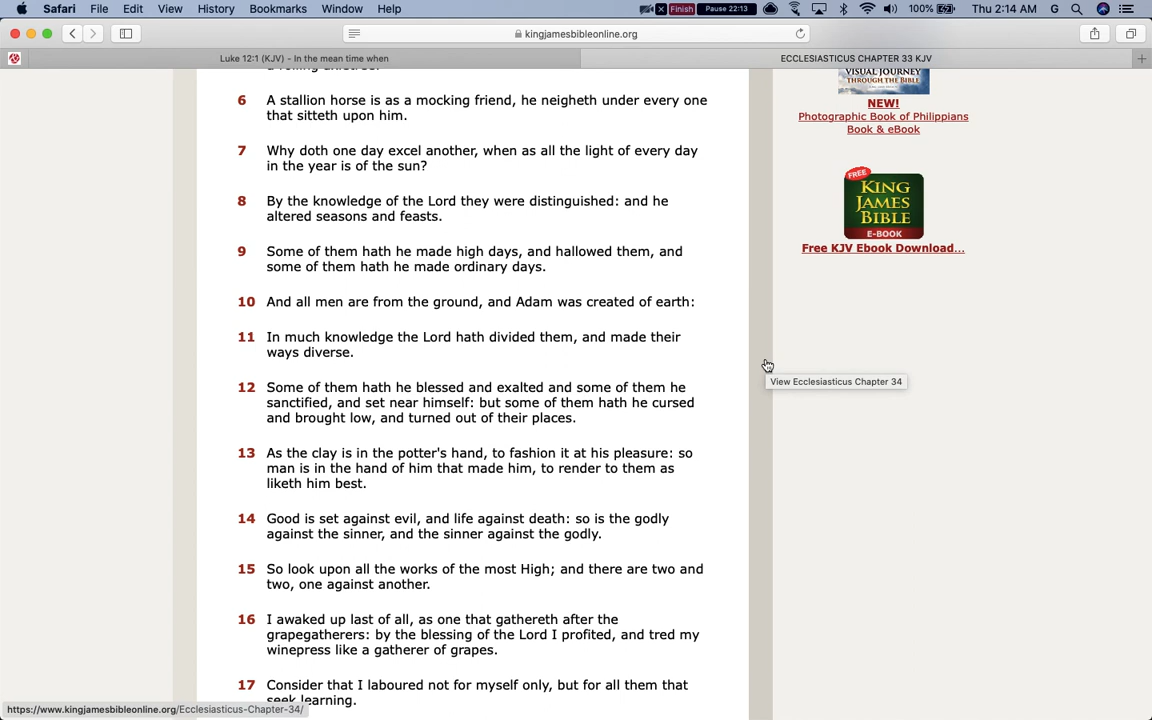 Safari File Edit View History Bookmarks Window Help
Finish Pause 22:13 100% Thu 2:14 AM G
kingjamesbibleonline.org
Luke 12:1 (KJV) - In the mean time when
ECCLESIASTICUS CHAPTER 33 KJV
6 A stallion horse is as a mocking friend, he neigheth under every one
that sitteth upon him.
7 Why doth one day excel another, when as all the light of every day
in the year is of the sun?
8 By the knowledge of the Lord they were distinguished: and he
altered seasons and feasts.
9 Some of them hath he made high days, and hallowed them, and
some of them hath he made ordinary days.
10 And all men are from the ground, and Adam was created of earth:
11 In much knowledge the Lord hath divided them, and made their
ways diverse.
12 Some of them hath he blessed and exalted and some of them he
sanctified, and set near himself: but some of them hath he cursed
and brought low, and turned out of their places.
13 As the clay is in the potter's hand, to fashion it at his pleasure: so
man is in the hand of him that made him, to render to them as
liketh him best.
14 Good is set against evil, and life against death: so is the godly
against the sinner, and the sinner against the godly.
15 So look upon all the works of the most High; and there are two and
two, one against another.
16 I awaked up last of all, as one that gathereth after the
grapegatherers: by the blessing of the Lord I profited, and tred my
winepress like a gatherer of grapes.
17 Consider that I laboured not for myself only, but for all them that
seek learning.
VISUAL JOURNEY
THROUGH THE BIBLE
NEW!
Photographic Book of Philippians
Book & eBook
FREE
KING
JAMES
BIBLE
E-BOOK
Free KJV Ebook Download...
View Ecclesiasticus Chapter 34
https://www.kingjamesbibleonline.org/Ecclesiasticus-Chapter-34/